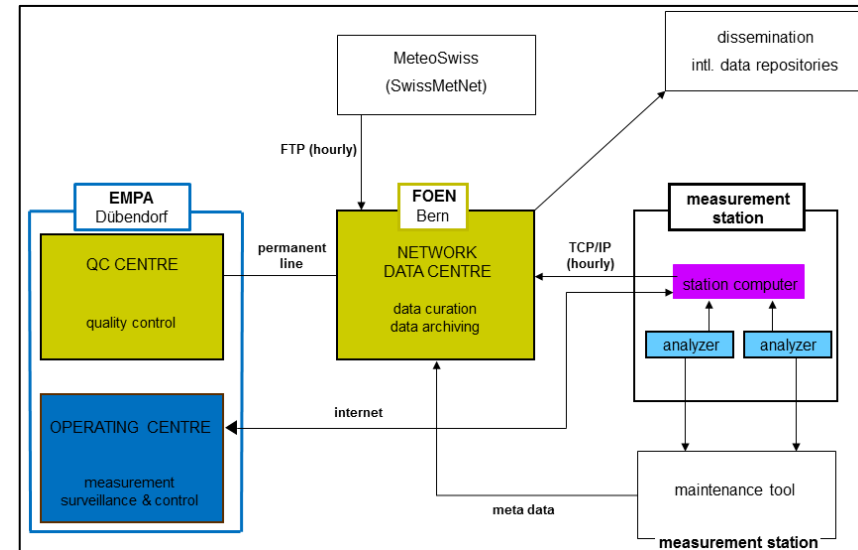 MeteoSwiss
(SwissMetNet)
dissemination
intl. data repositories
FTP (hourly)
EMPA
Dübendorf
FOEN
Bern
measurement
station
QC CENTRE
quality control
permanent
line
NETWORK
DATA CENTRE
data curation
data archiving
TCP/IP
(hourly)
station computer
analyzer
analyzer
OPERATING CENTRE
measurement
surveillance & control
internet
meta data
maintenance tool
measurement station